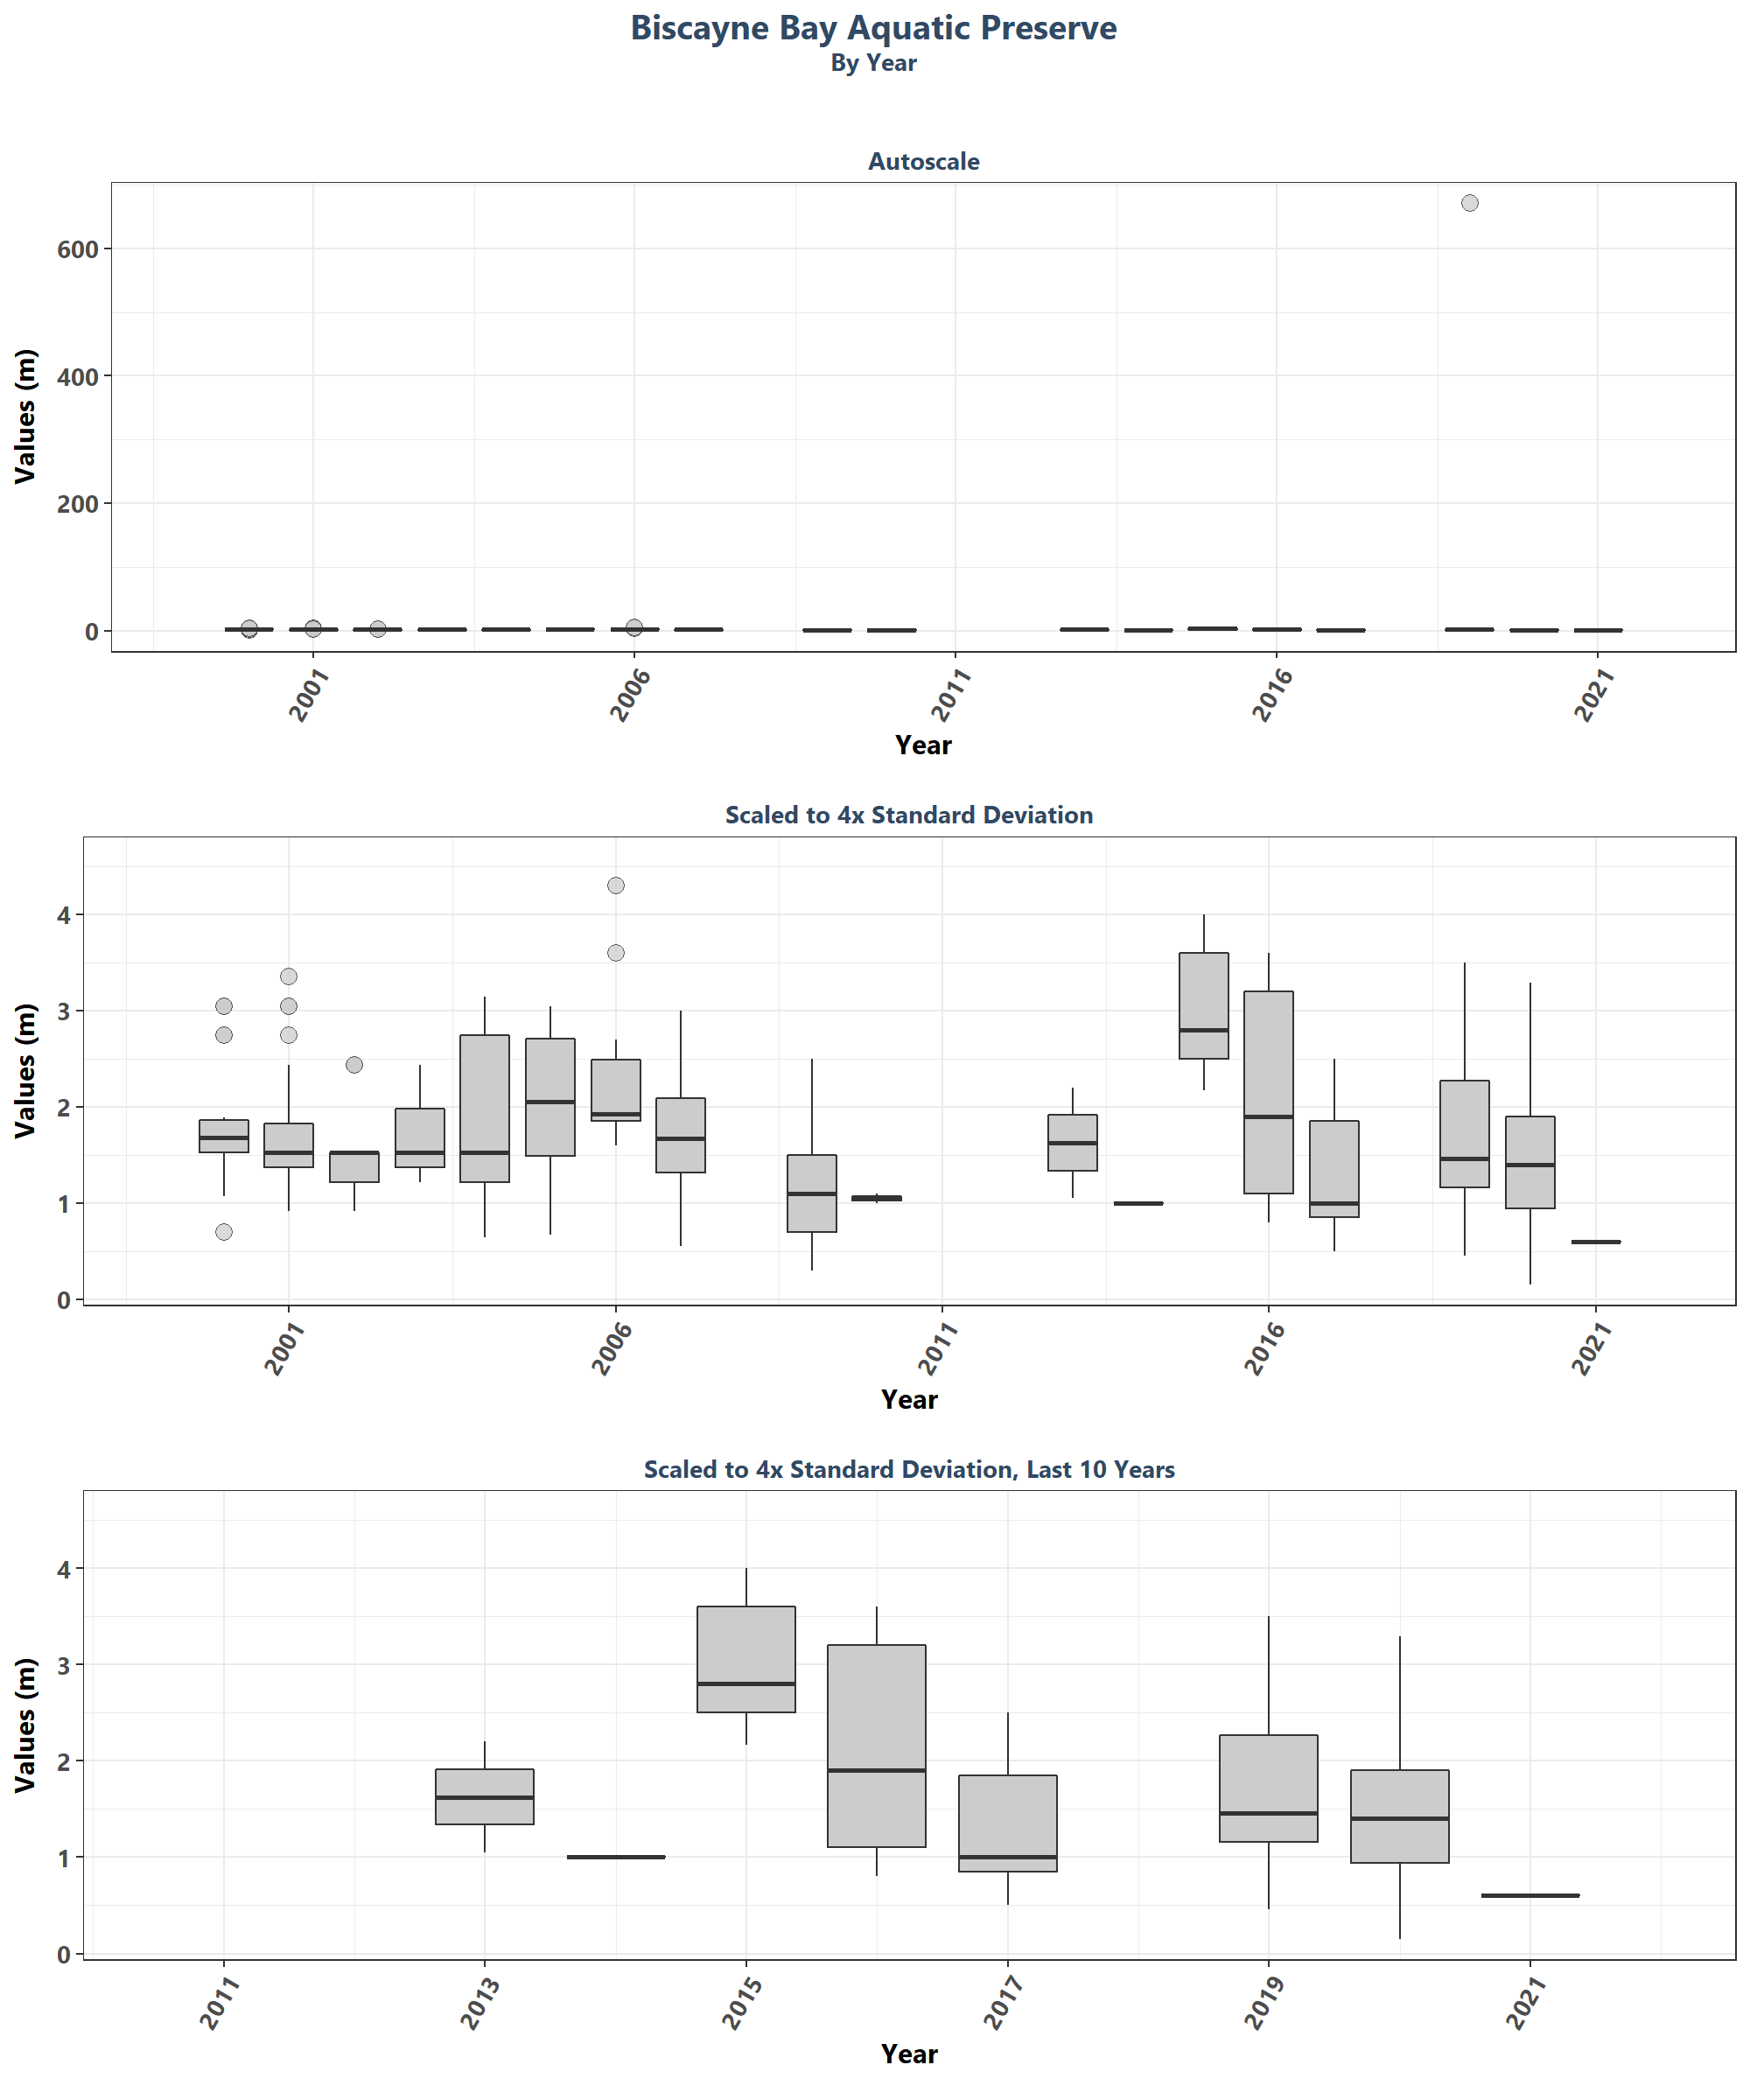 Biscayne Bay Aquatic Preserve
By Year
Autoscale
Values (m)
600
400
200
0
2001
2006
2011
2016
2021
Year
Scaled to 4x Standard Deviation
Values (m)
4
3
2
1
0
2001
2006
2011
2016
2021
Year
Scaled to 4x Standard Deviation, Last 10 Years
Values (m)
4
3
2
1
0
2011
2013
2015
2017
2019
2021
Year